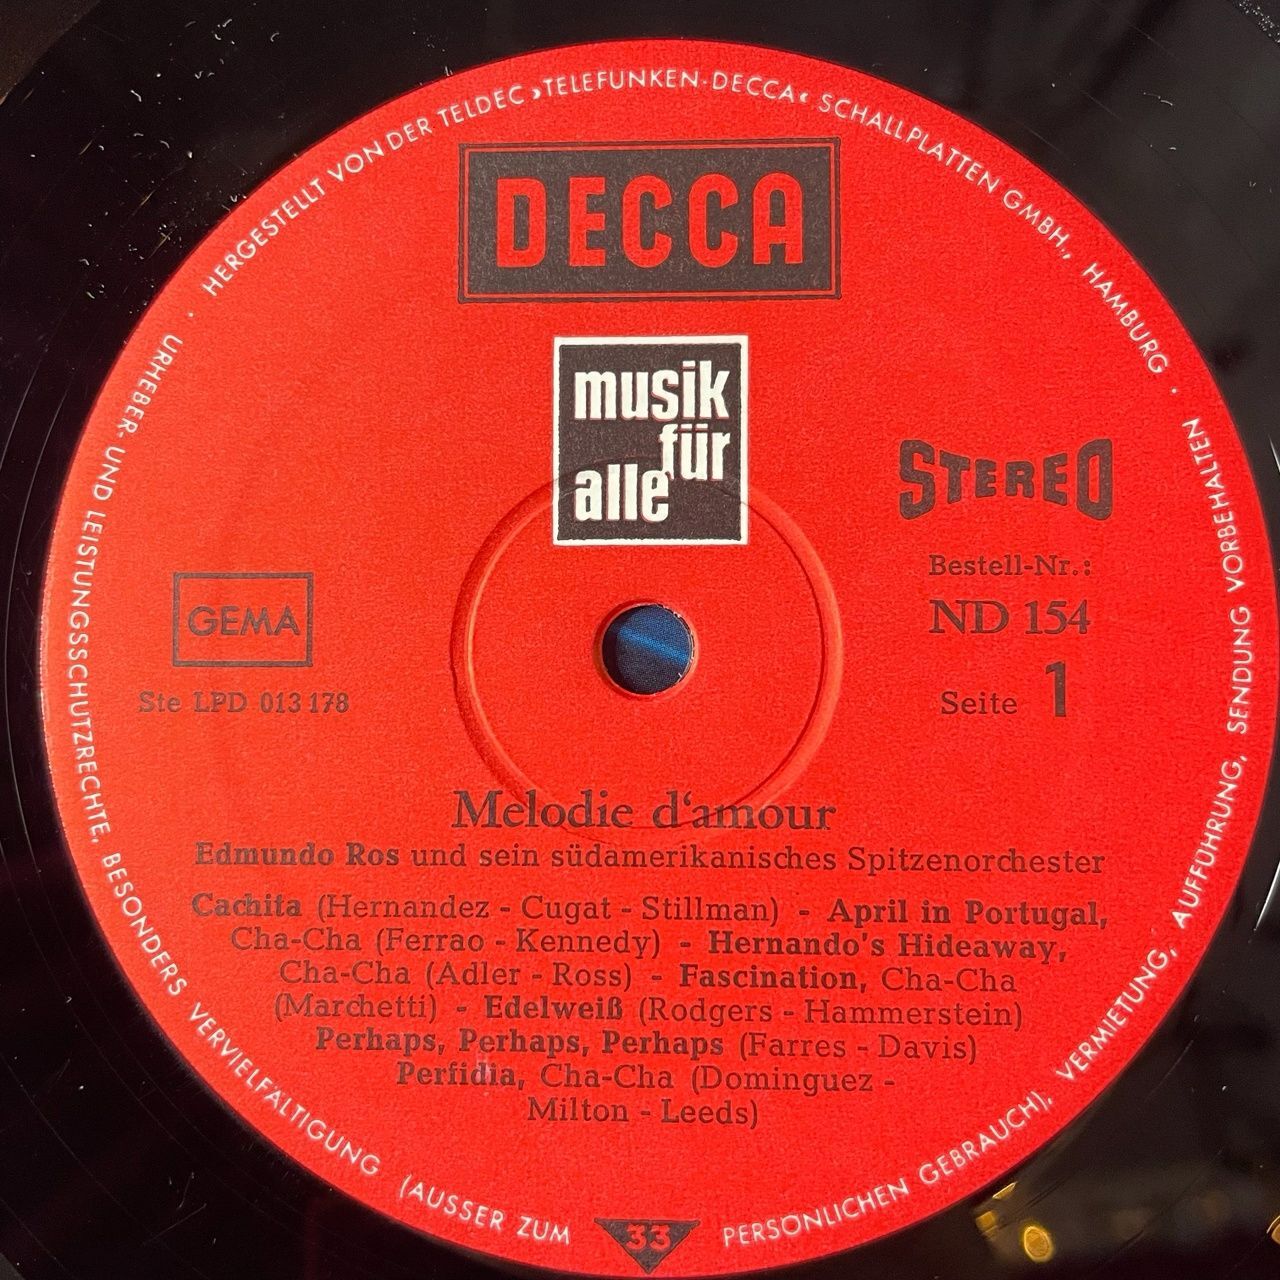 HERGESTELLT VON DER TELDEC »TELEFUNKEN-DECCA« SCHALLPLATTEN GMBH., HAMBURG ·
URHEBER- UND LEISTUNGSSCHUTZRECHTE, BESONDERS VERVIELFÄLTIGUNG (AUSSER ZUM PERSÖNLICHEN GEBRAUCH), VERMIETUNG, AUFFÜHRUNG, SENDUNG VORBEHALTEN ·
DECCA
musik
für
alle
STEREO
Bestell-Nr.:
ND 154
Seite 1
GEMA
Ste LPD 013 178
Melodie d‘amour
Edmundo Ros und sein südamerikanisches Spitzenorchester
Cachita (Hernandez - Cugat - Stillman) - April in Portugal,
Cha-Cha (Ferrao - Kennedy) - Hernando's Hideaway,
Cha-Cha (Adler - Ross) - Fascination, Cha-Cha
(Marchetti) - Edelweiß (Rodgers - Hammerstein)
Perhaps, Perhaps, Perhaps (Farres - Davis)
Perfidia, Cha-Cha (Dominguez -
Milton - Leeds)
33